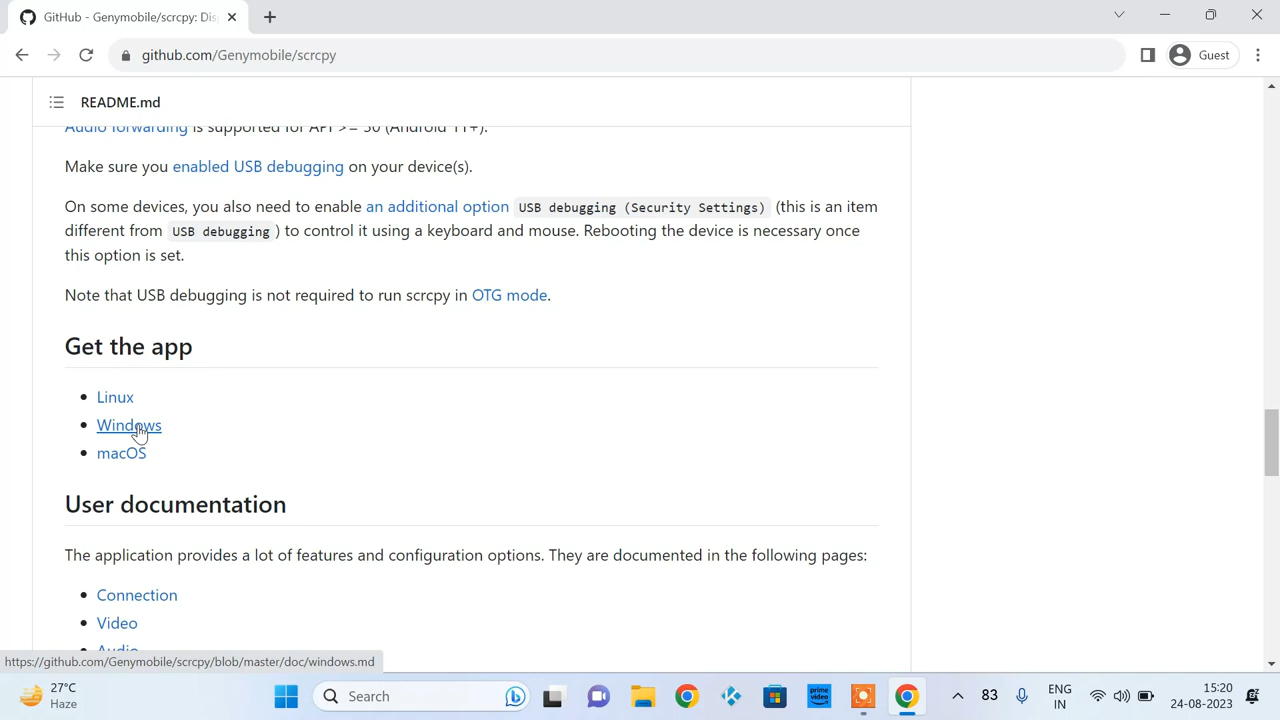 GitHub - Genymobile/scrcpy: Dis
github.com/Genymobile/scrcpy
Guest
README.md
Audio forwarding is supported for API >= 30 (Android 11+).
Make sure you enabled USB debugging on your device(s).
On some devices, you also need to enable an additional option USB debugging (Security Settings) (this is an item
different from USB debugging ) to control it using a keyboard and mouse. Rebooting the device is necessary once
this option is set.
Note that USB debugging is not required to run scrcpy in OTG mode.
Get the app
Linux
Windows
macOS
User documentation
The application provides a lot of features and configuration options. They are documented in the following pages:
Connection
Video
Audio
https://github.com/Genymobile/scrcpy/blob/master/doc/windows.md
27°C
Haze
Search
prime video
83
ENG
IN
15:20
24-08-2023